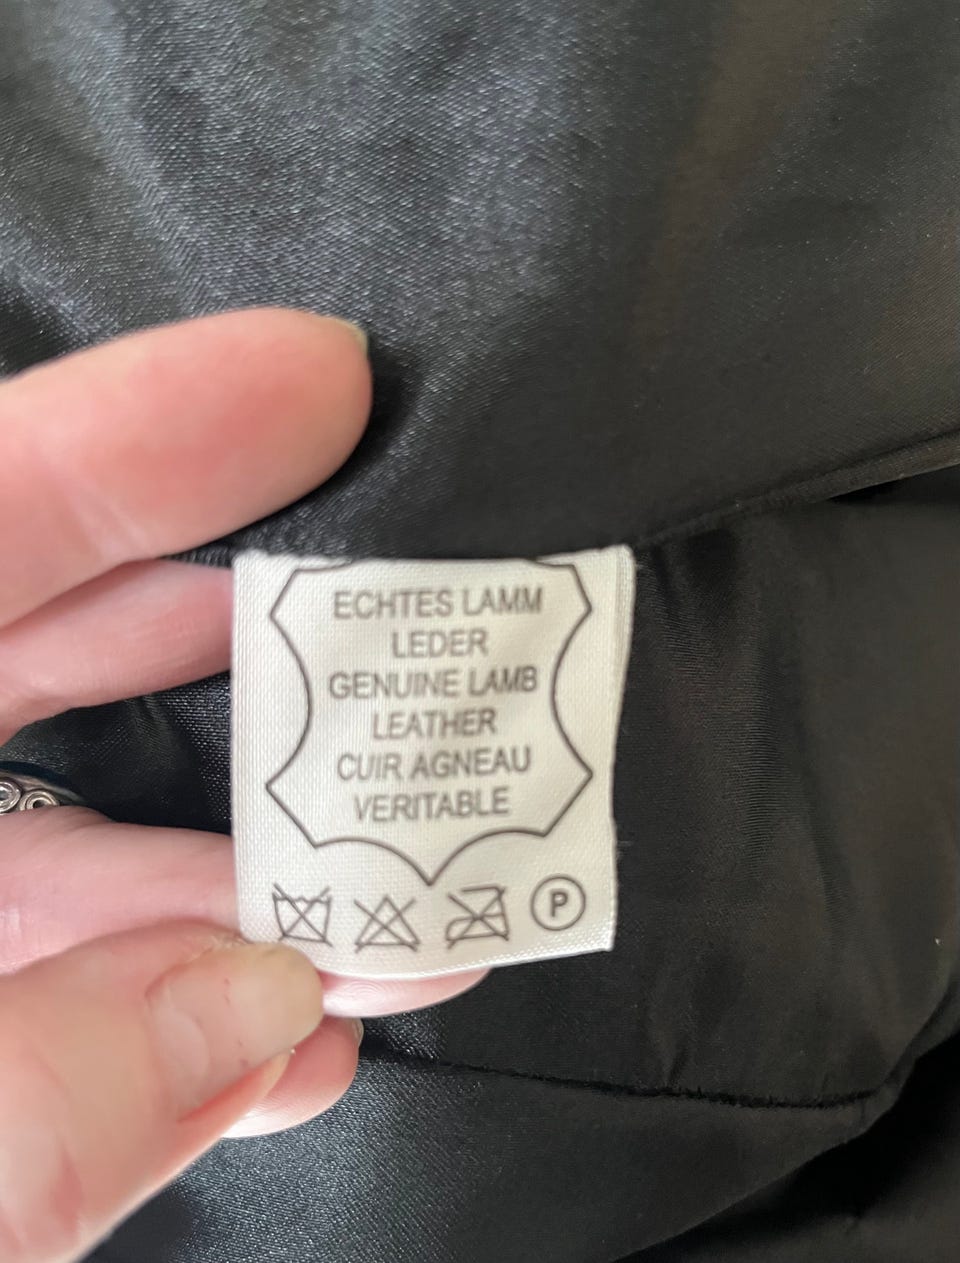 ECHTES LAMM
LEDER
GENUINE LAMB
LEATHER
CUIR AGNEAU
VERITABLE
P